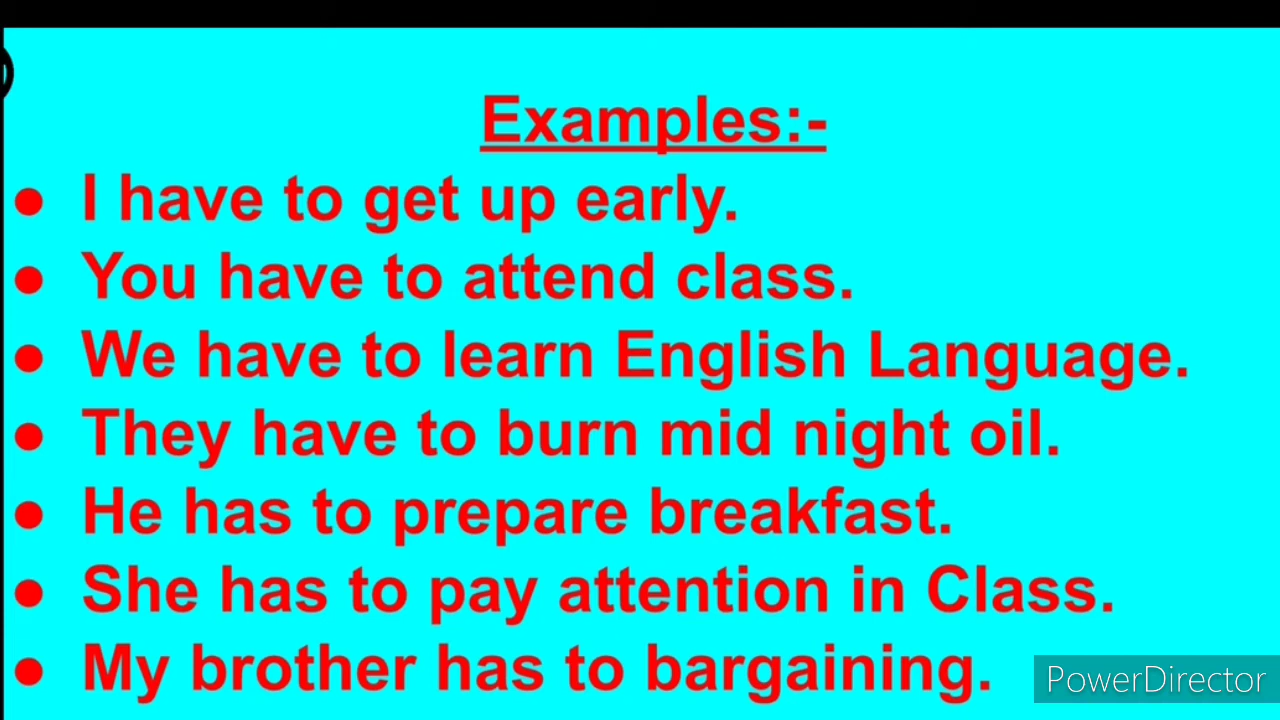 Examples:-
● I have to get up early.
● You have to attend class.
● We have to learn English Language.
● They have to burn mid night oil.
● He has to prepare breakfast.
● She has to pay attention in Class.
● My brother has to bargaining.
PowerDirector